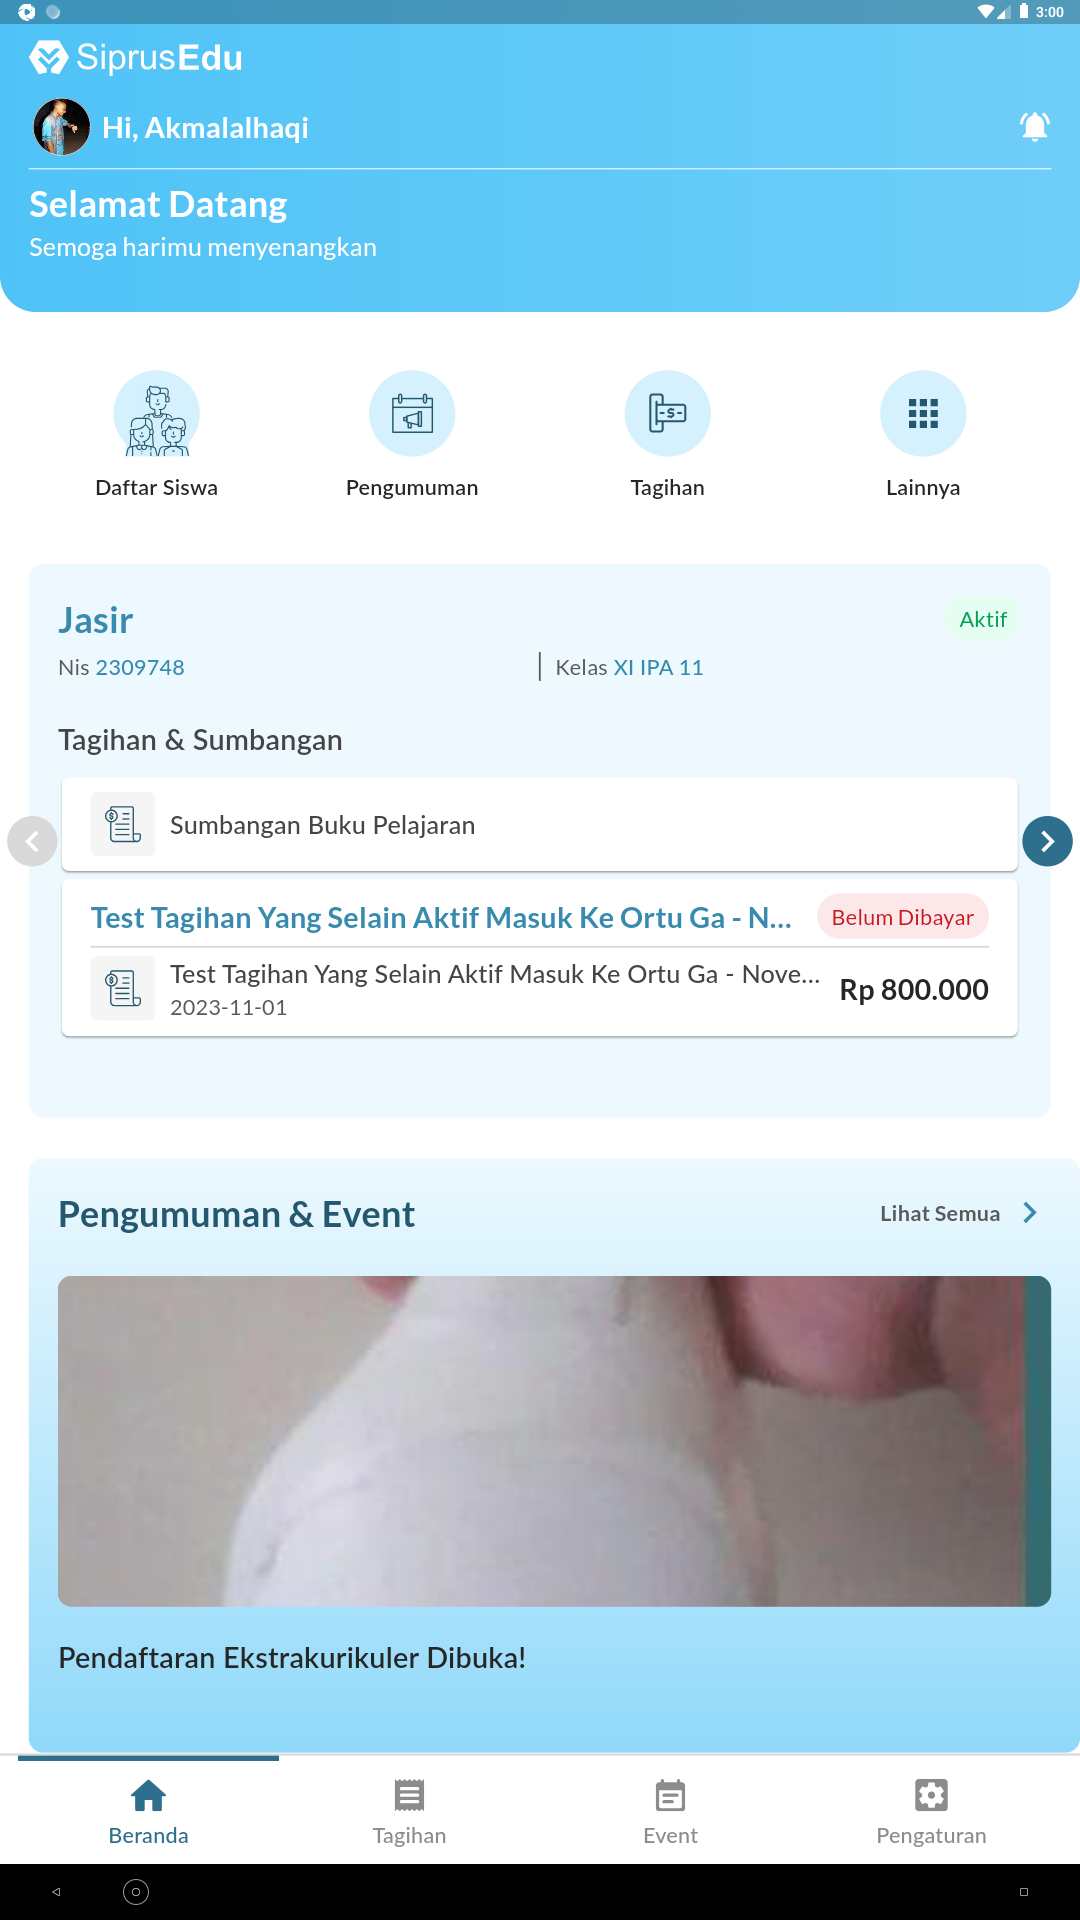 3:00
SiprusEdu
Hi, Akmalalhaqi
Selamat Datang
Semoga harimu menyenangkan
Daftar Siswa
Pengumuman
Tagihan
Lainnya
Jasir
Aktif
Nis 2309748
Kelas XI IPA 11
Tagihan & Sumbangan
Sumbangan Buku Pelajaran
Test Tagihan Yang Selain Aktif Masuk Ke Ortu Ga - N...
Belum Dibayar
Test Tagihan Yang Selain Aktif Masuk Ke Ortu Ga - Nove...
2023-11-01
Rp 800.000
Pengumuman & Event
Lihat Semua
Pendaftaran Ekstrakurikuler Dibuka!
Beranda
Tagihan
Event
Pengaturan